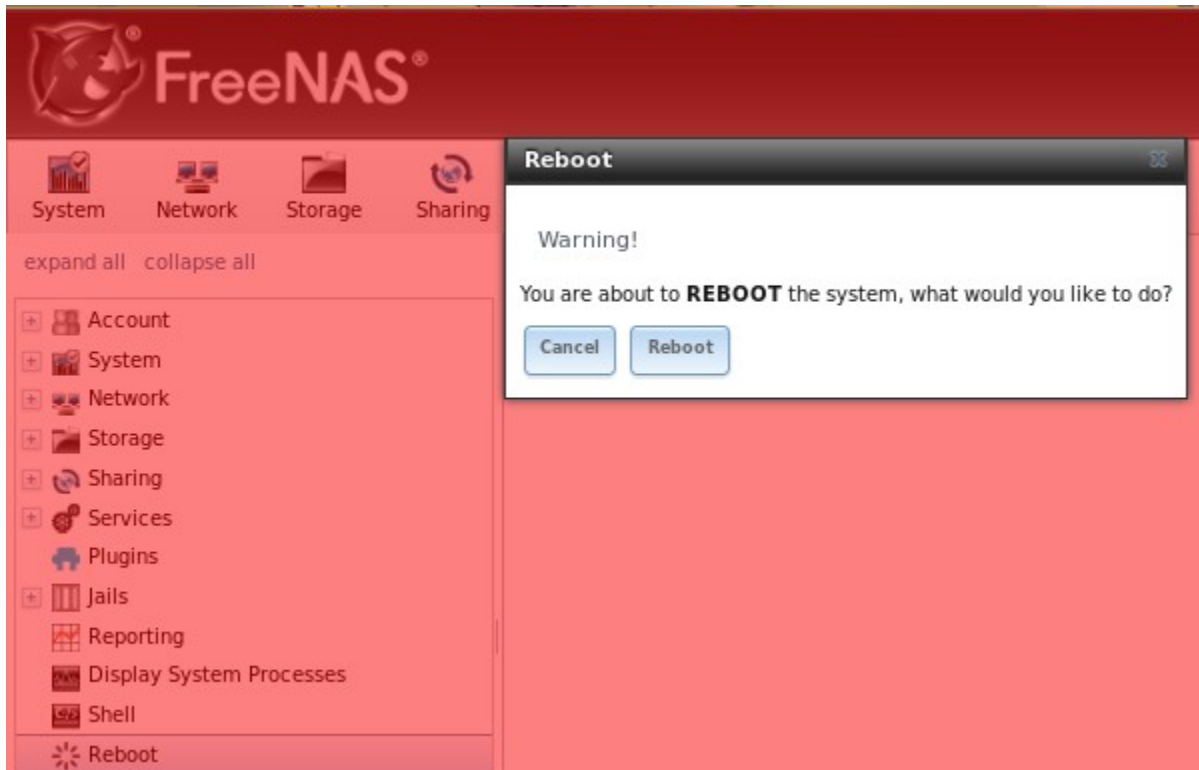 FreeNAS®
System Network Storage Sharing
expand all collapse all
Account
System
Network
Storage
Sharing
Services
Plugins
Jails
Reporting
Display System Processes
Shell
Reboot
Reboot
Warning!
You are about to REBOOT the system, what would you like to do?
Cancel Reboot